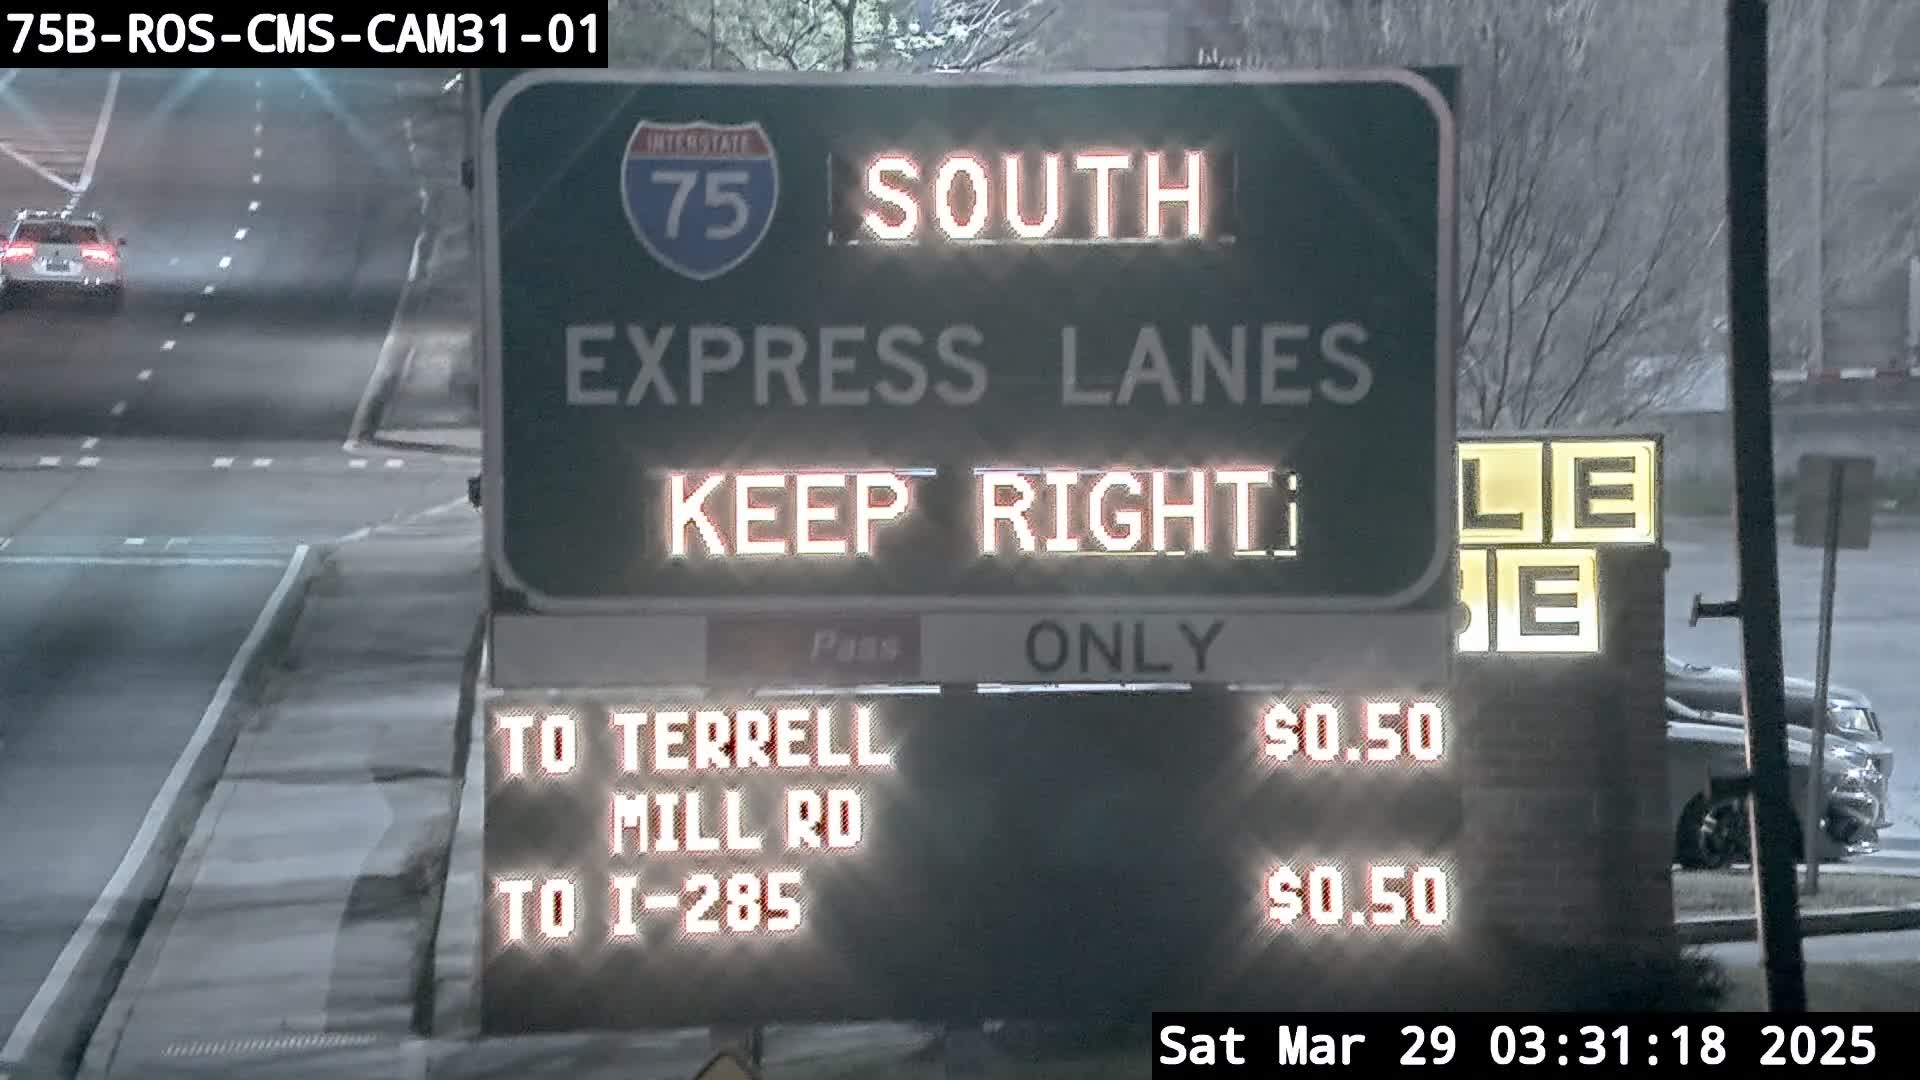 75B-ROS-CMS-CAM31-01
INTERSTATE
75
SOUTH
EXPRESS LANES
KEEP RIGHT
LE
E
Pass ONLY
TO TERRELL $0.50
MILL RD
TO I-285 $0.50
Sat Mar 29 03:31:18 2025